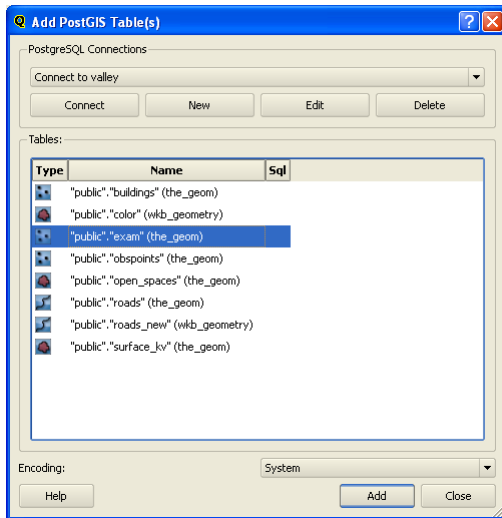 Add PostGIS Table(s)
PostgreSQL Connections
Connect to valley
Connect New Edit Delete
Tables:
Type Name Sql
"public"."buildings" (the_geom)
"public"."color" (wkb_geometry)
"public"."exam" (the_geom)
"public"."obspoints" (the_geom)
"public"."open_spaces" (the_geom)
"public"."roads" (the_geom)
"public"."roads_new" (wkb_geometry)
"public"."surface_kv" (the_geom)
Encoding: System
Help Add Close